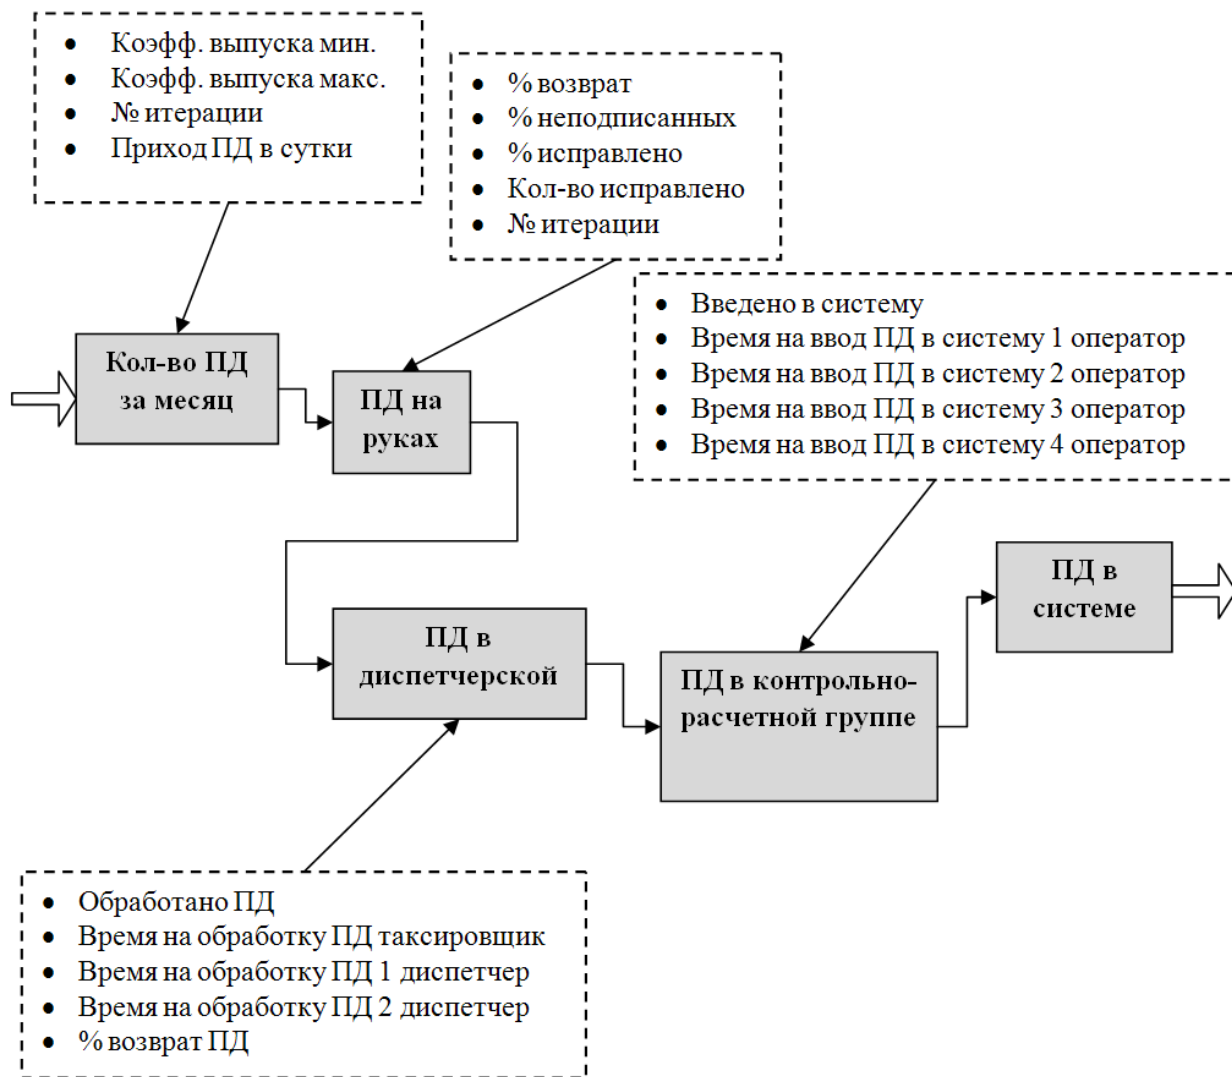 • Коэфф. выпуска мин.
• Коэфф. выпуска макс.
• № итерации
• Приход ПД в сутки
• % возврат
• % неподписанных
• % исправлено
• Кол-во исправлено
• № итерации
• Введено в систему
• Время на ввод ПД в систему 1 оператор
• Время на ввод ПД в систему 2 оператор
• Время на ввод ПД в систему 3 оператор
• Время на ввод ПД в систему 4 оператор
Кол-во ПД
за месяц
ПД на
руках
ПД в
диспетчерской
ПД в контрольно-
расчетной группе
ПД в
системе
• Обработано ПД
• Время на обработку ПД таксировщик
• Время на обработку ПД 1 диспетчер
• Время на обработку ПД 2 диспетчер
• % возврат ПД